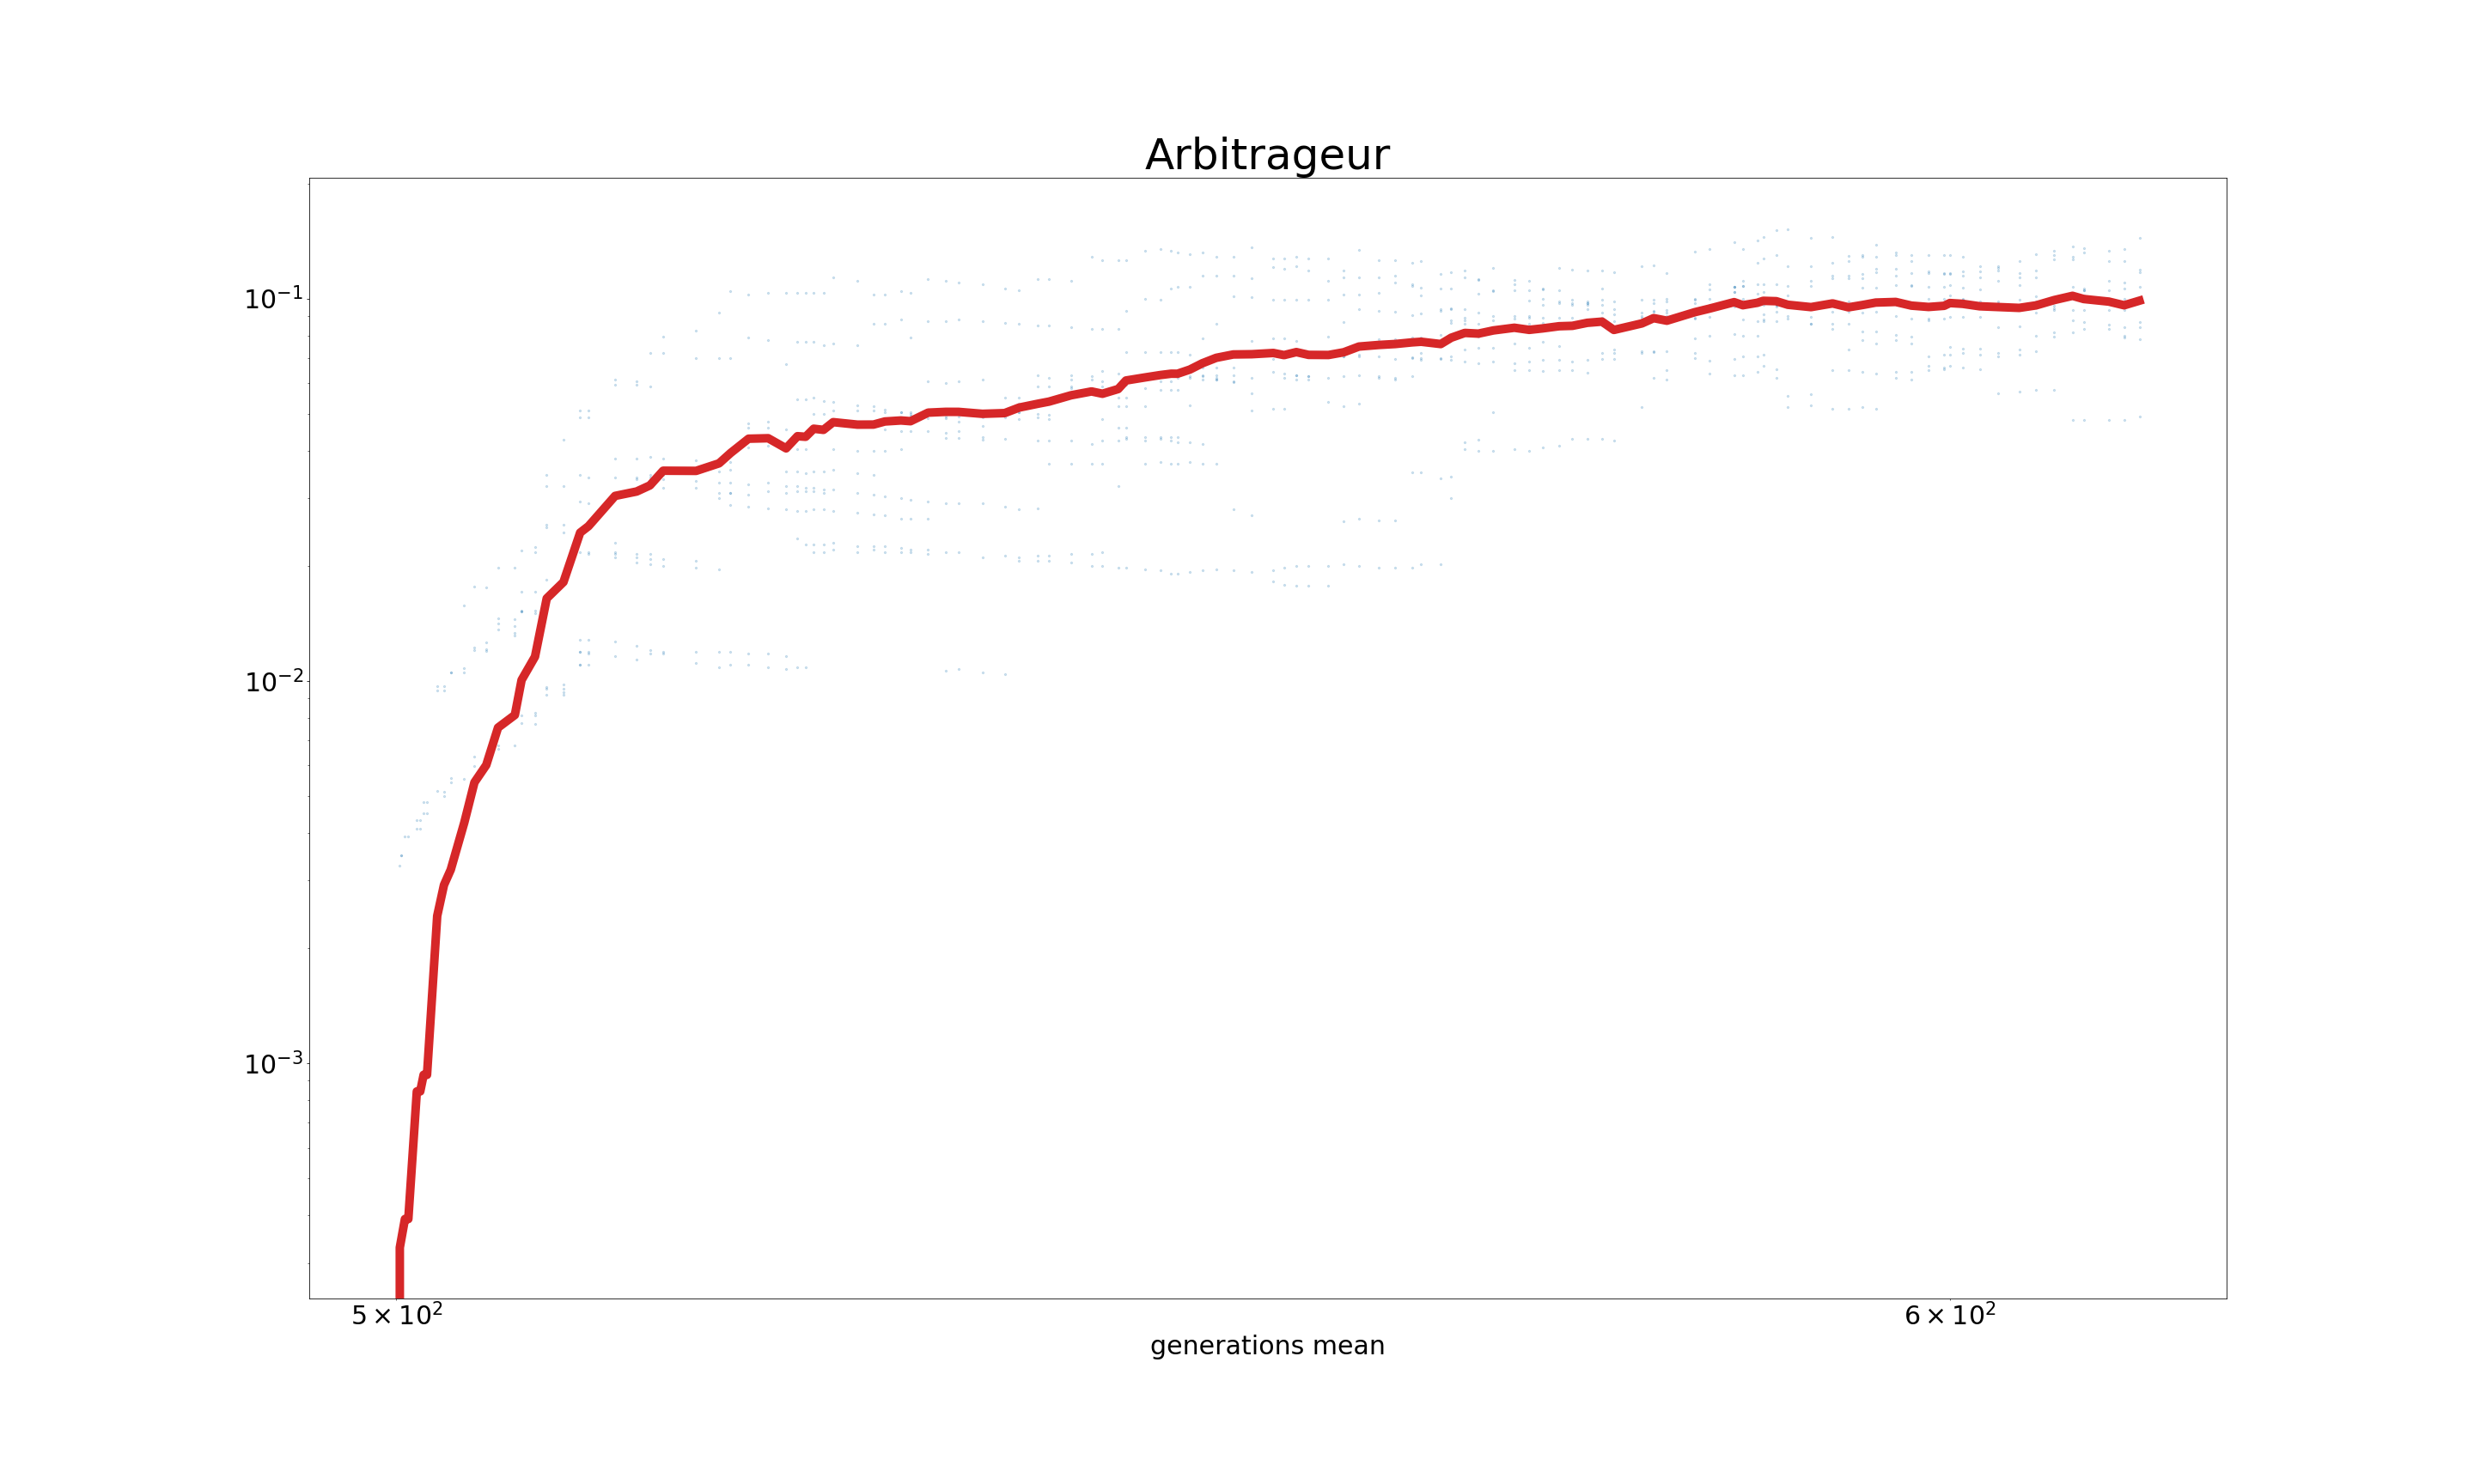 Arbitrageur
10⁻¹
10⁻²
10⁻³
5 × 10²
6 × 10²
generations mean